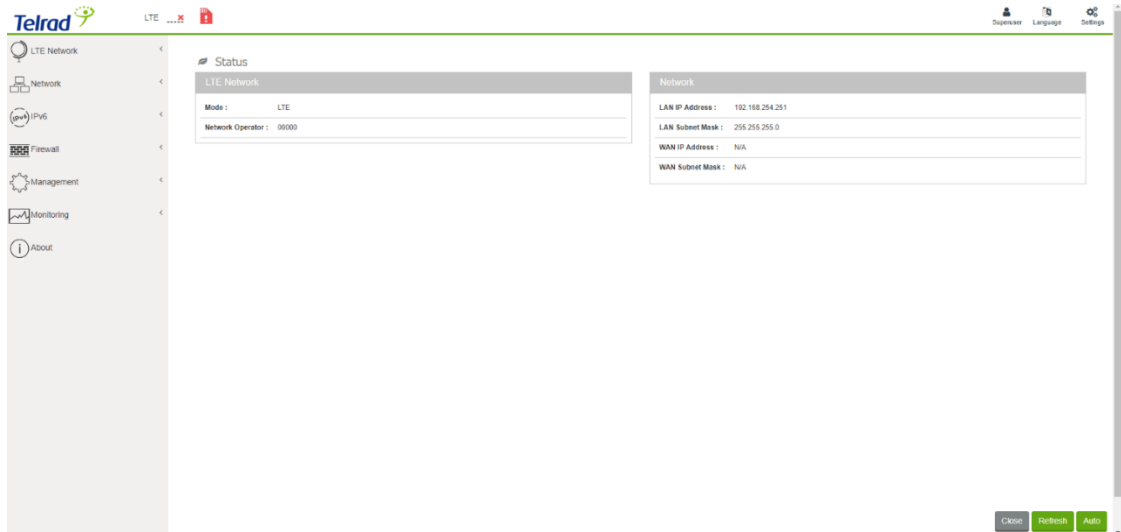 Telrad
LTE
Superuser Language Settings
LTE Network
Network
IPv6 IPv6
Firewall
Management
Monitoring
i About
Status
LTE Network
Mode : LTE
Network Operator : 00000
Network
LAN IP Address : 192.168.254.251
LAN Subnet Mask : 255.255.255.0
WAN IP Address : N/A
WAN Subnet Mask : N/A
Close Refresh Auto